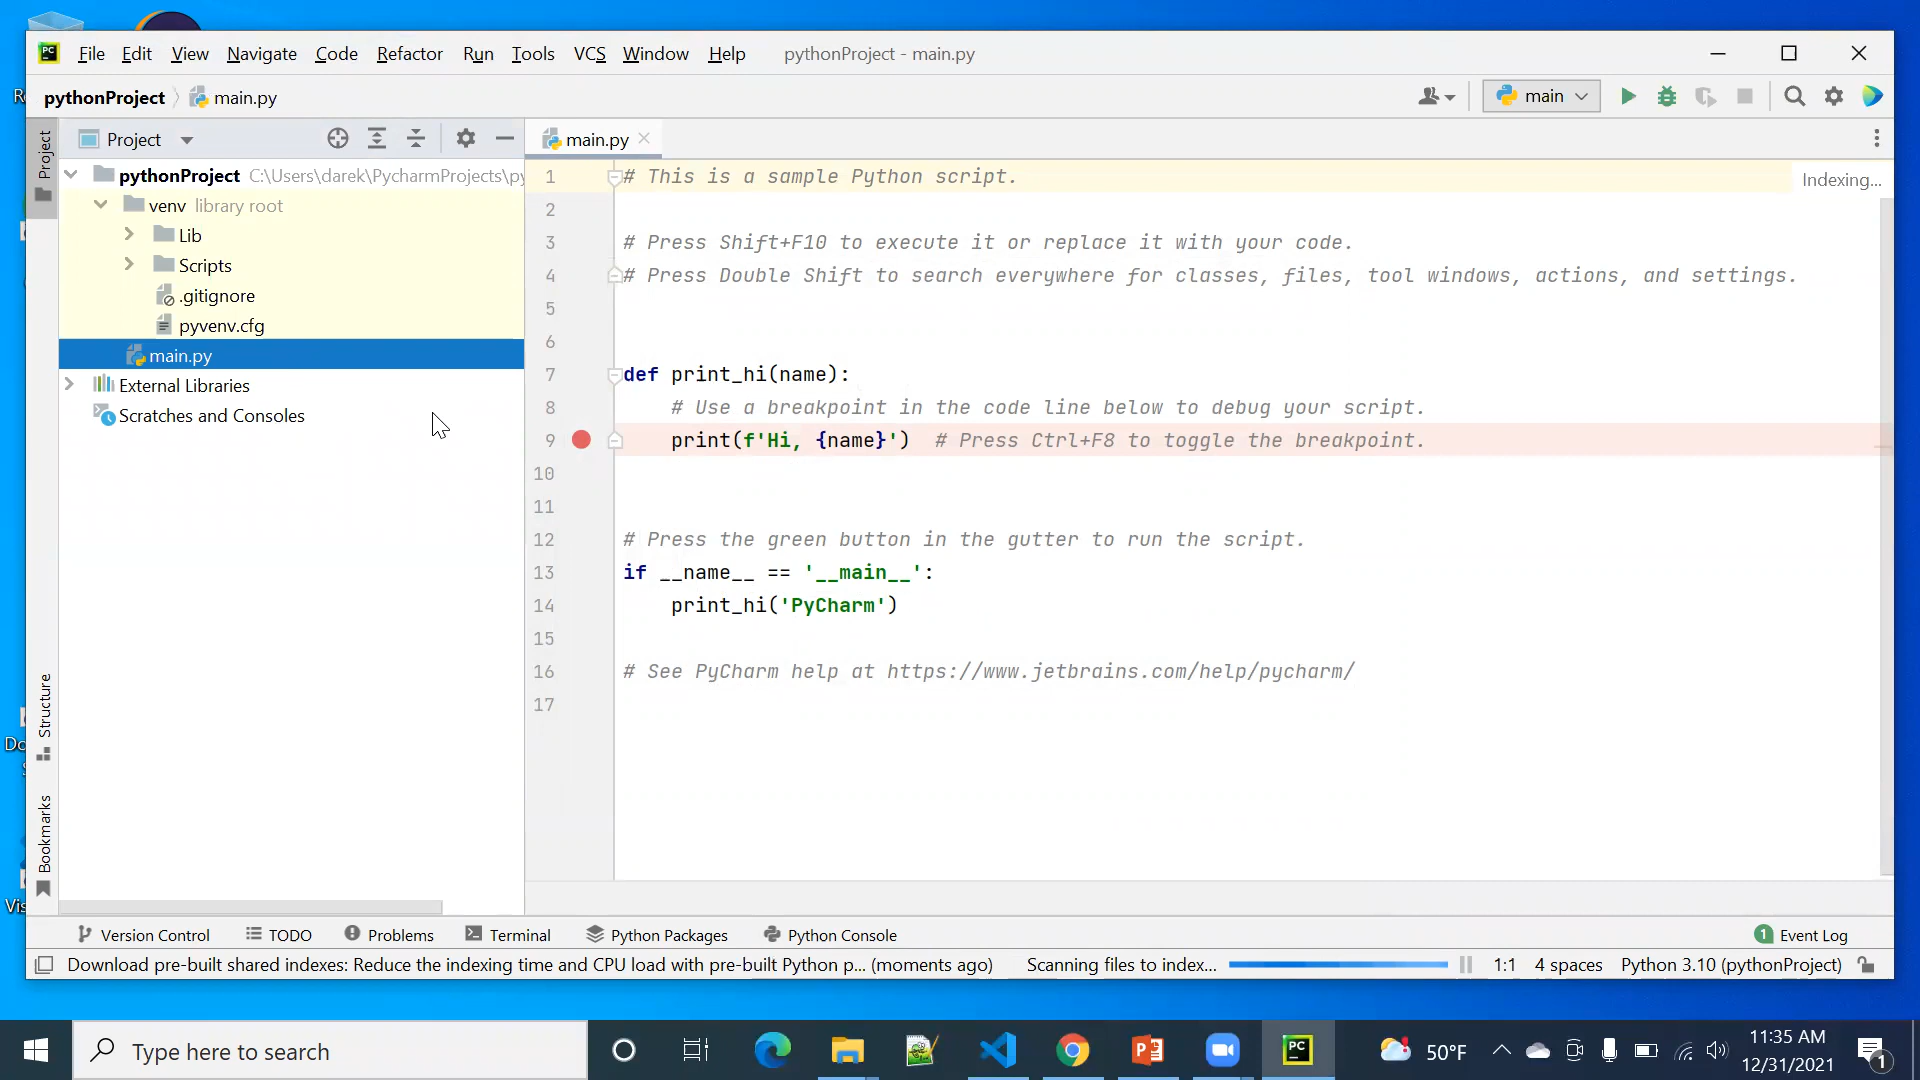 File Edit View Navigate Code Refactor Run Tools VCS Window Help pythonProject - main.py
pythonProject main.py main
Project main.py
Project
pythonProject C:\Users\darek\PycharmProjects\py
venv library root
Lib
Scripts
.gitignore
pyvenv.cfg
main.py
External Libraries
Scratches and Consoles
Structure
Bookmarks
Indexing...
1 # This is a sample Python script.
2
3 # Press Shift+F10 to execute it or replace it with your code.
4 # Press Double Shift to search everywhere for classes, files, tool windows, actions, and settings.
5
6
7 def print_hi(name):
8 # Use a breakpoint in the code line below to debug your script.
9 print(f'Hi, {name}') # Press Ctrl+F8 to toggle the breakpoint.
10
11
12 # Press the green button in the gutter to run the script.
13 if __name__ == '__main__':
14 print_hi('PyCharm')
15
16 # See PyCharm help at https://www.jetbrains.com/help/pycharm/
17
Version Control TODO Problems Terminal Python Packages Python Console 1 Event Log
Download pre-built shared indexes: Reduce the indexing time and CPU load with pre-built Python p... (moments ago) Scanning files to index... 1:1 4 spaces Python 3.10 (pythonProject)
Type here to search PC 50°F 11:35 AM
12/31/2021 1